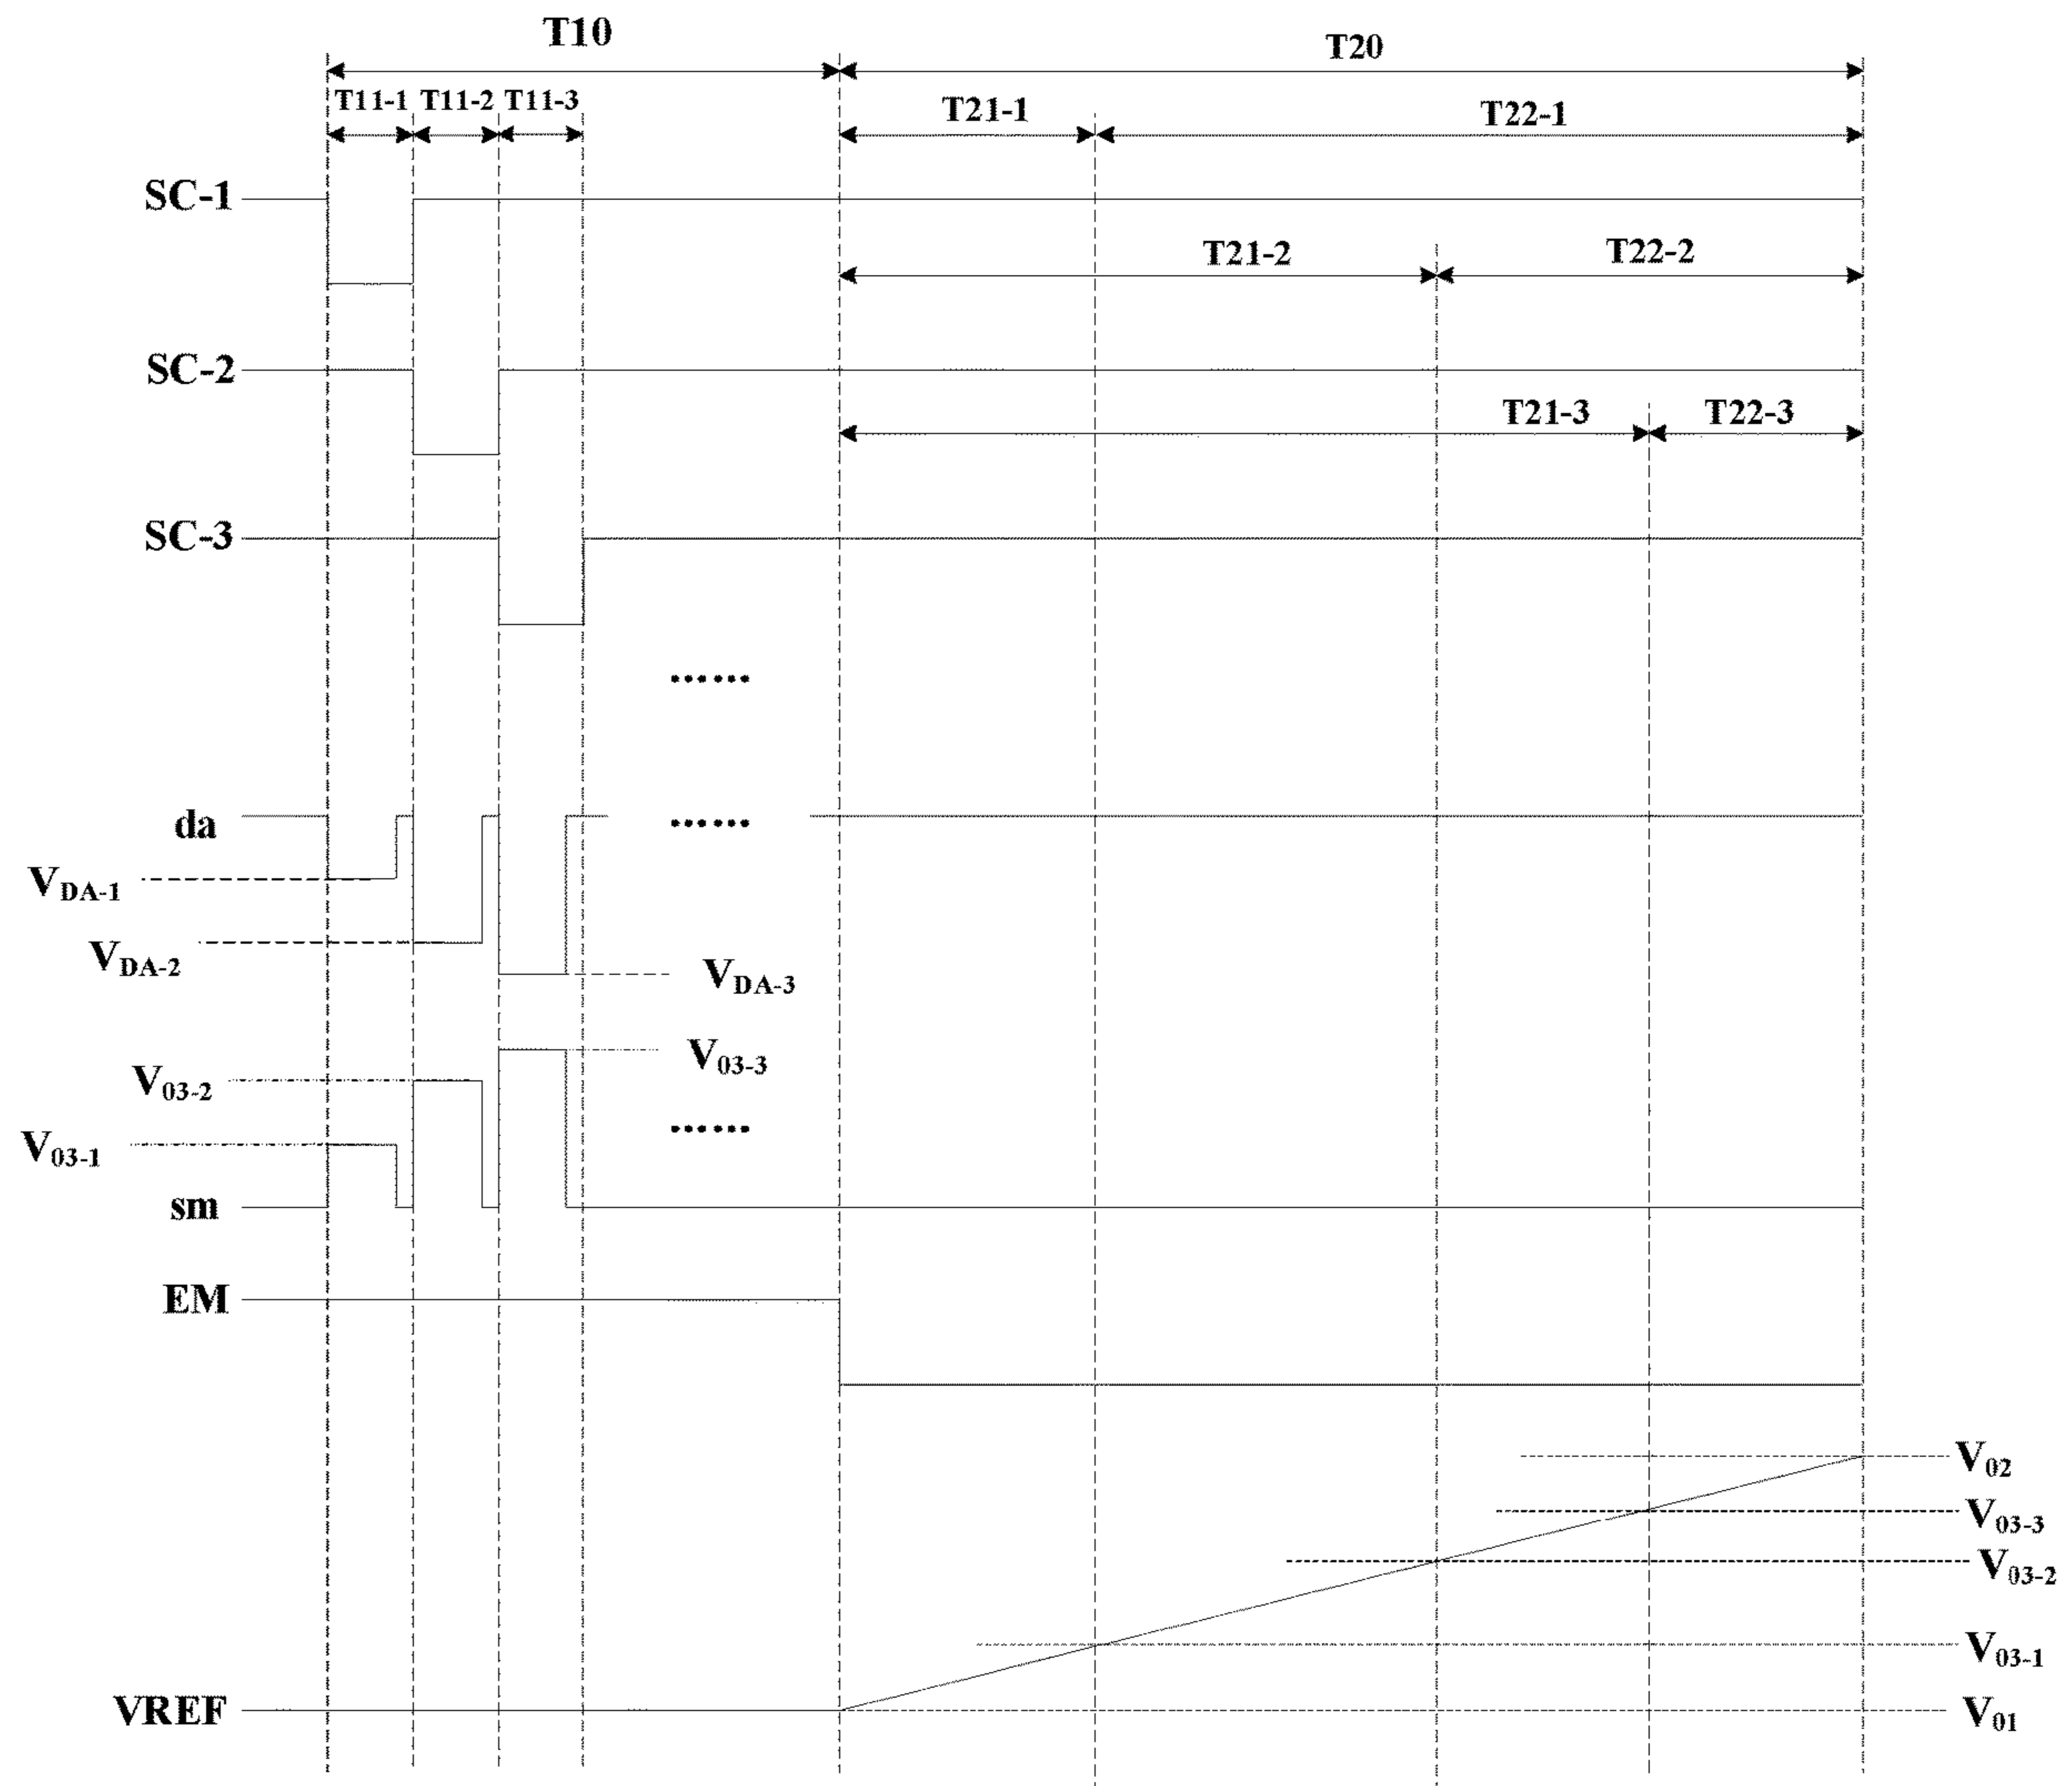 T10
T20
T11-1 T11-2 T11-3
T21-1
T22-1
SC-1
T21-2
T22-2
SC-2
T21-3
T22-3
SC-3
……
da
……
VDA-1
VDA-2
VDA-3
V03-3
V03-2
V03-1
……
sm
EM
V02
V03-3
V03-2
V03-1
VREF
V01